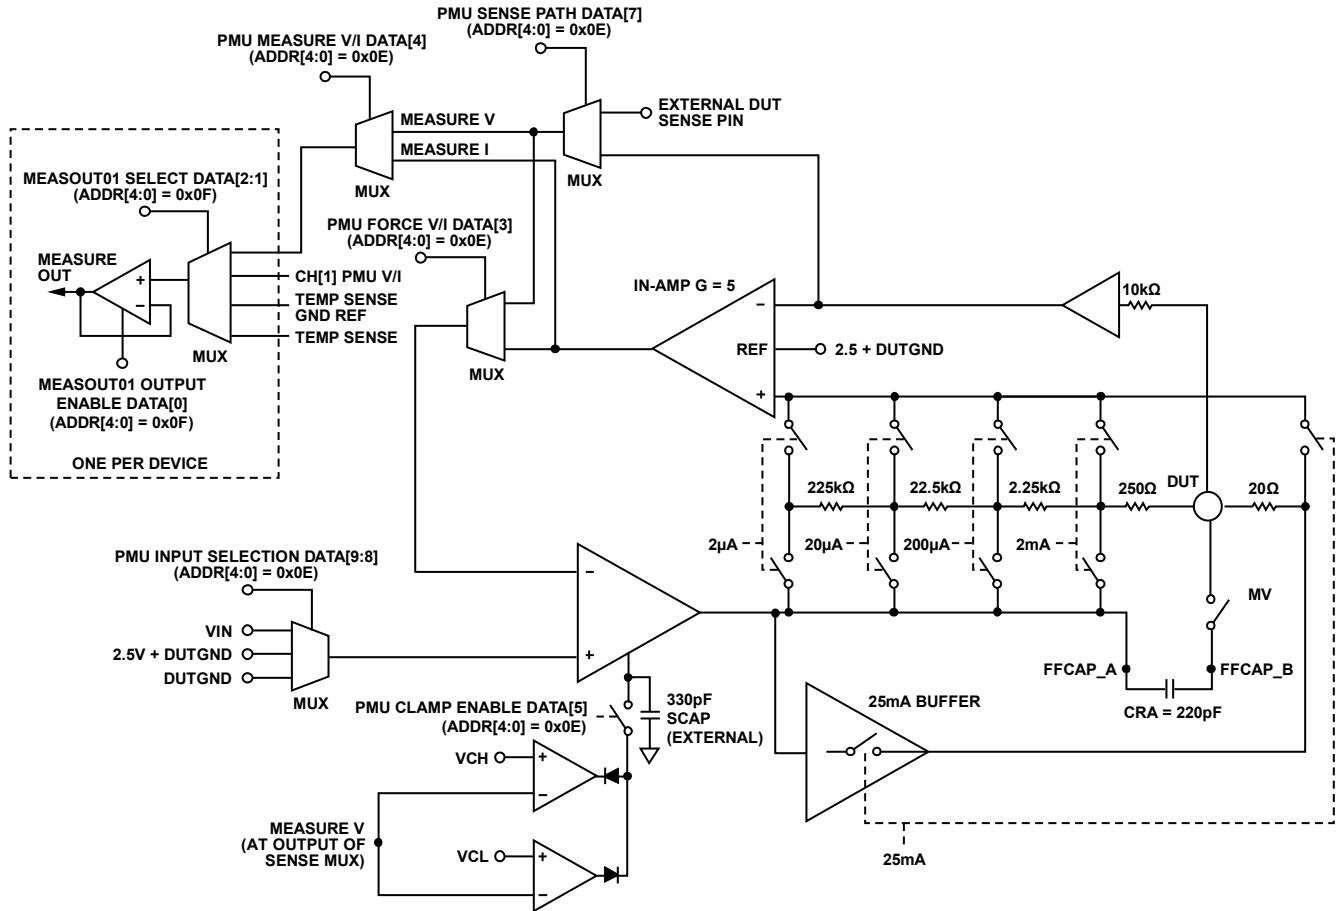 PMU SENSE PATH DATA[7]
(ADDR[4:0] = 0x0E)
PMU MEASURE V/I DATA[4]
(ADDR[4:0] = 0x0E)
EXTERNAL DUT
SENSE PIN
MEASURE V
MEASURE I
MUX
MUX
MEASOUT01 SELECT DATA[2:1]
(ADDR[4:0] = 0x0F)
PMU FORCE V/I DATA[3]
(ADDR[4:0] = 0x0E)
MEASURE
OUT
+
–
CH[1] PMU V/I
TEMP SENSE
GND REF
TEMP SENSE
MUX
MEASOUT01 OUTPUT
ENABLE DATA[0]
(ADDR[4:0] = 0x0F)
ONE PER DEVICE
MUX
IN-AMP G = 5
–
REF
+
2.5 + DUTGND
10kΩ
225kΩ
22.5kΩ
2.25kΩ
250Ω
DUT
20Ω
2µA
20µA
200µA
2mA
MV
PMU INPUT SELECTION DATA[9:8]
(ADDR[4:0] = 0x0E)
VIN
2.5V + DUTGND
DUTGND
MUX
–
+
FFCAP_A
FFCAP_B
CRA = 220pF
PMU CLAMP ENABLE DATA[5]
(ADDR[4:0] = 0x0E)
330pF
SCAP
(EXTERNAL)
25mA BUFFER
VCH
+
–
MEASURE V
(AT OUTPUT OF
SENSE MUX)
VCL
+
–
25mA